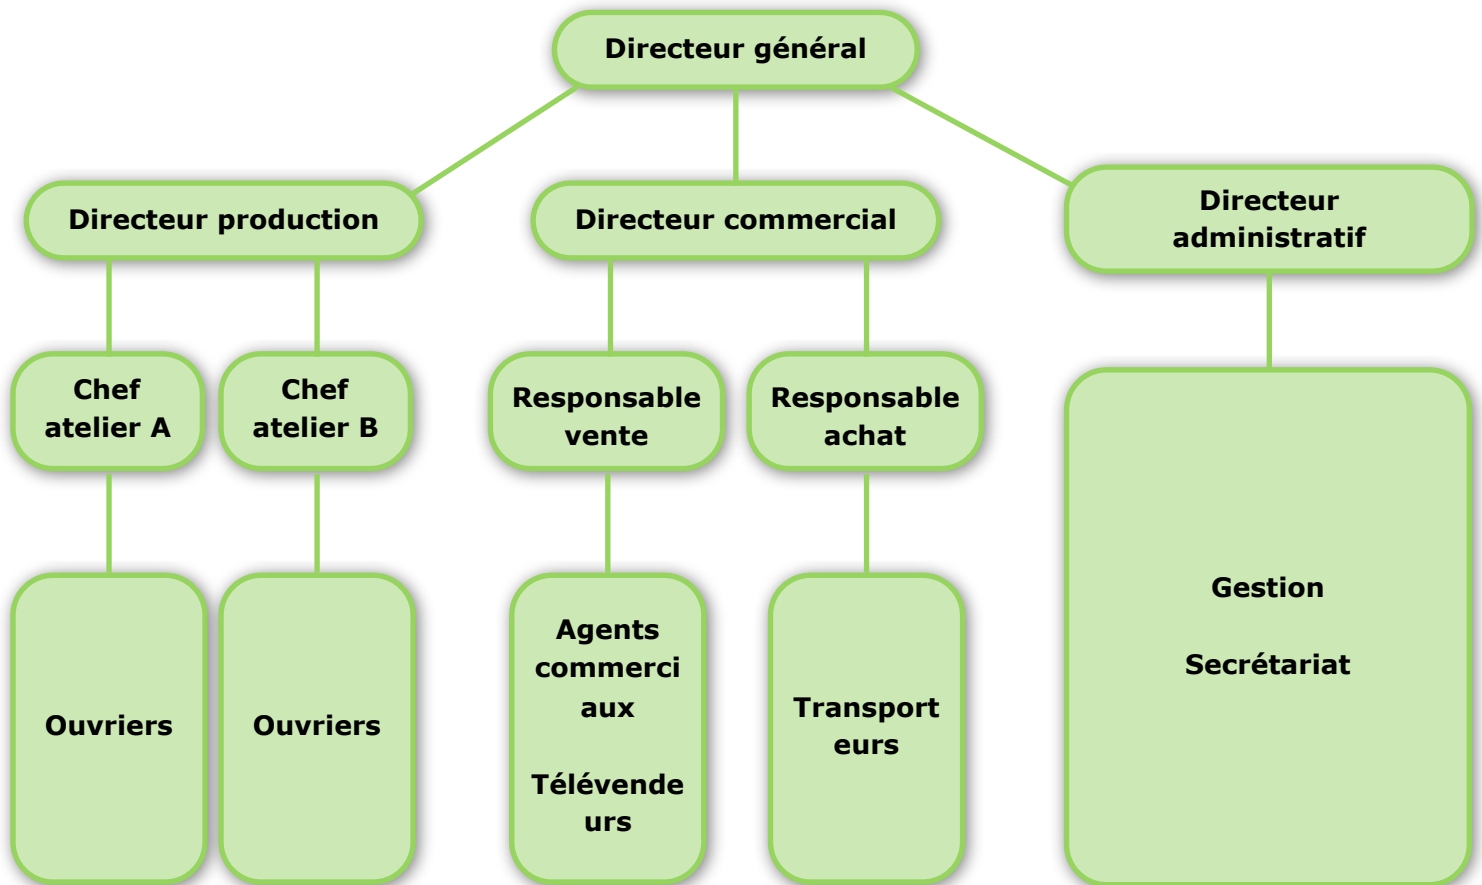 Directeur général
Directeur production
Directeur commercial
Directeur
administratif
Chef
atelier A
Chef
atelier B
Responsable
vente
Responsable
achat
Ouvriers
Ouvriers
Agents
commerci
aux
Télévende
urs
Transport
eurs
Gestion
Secrétariat